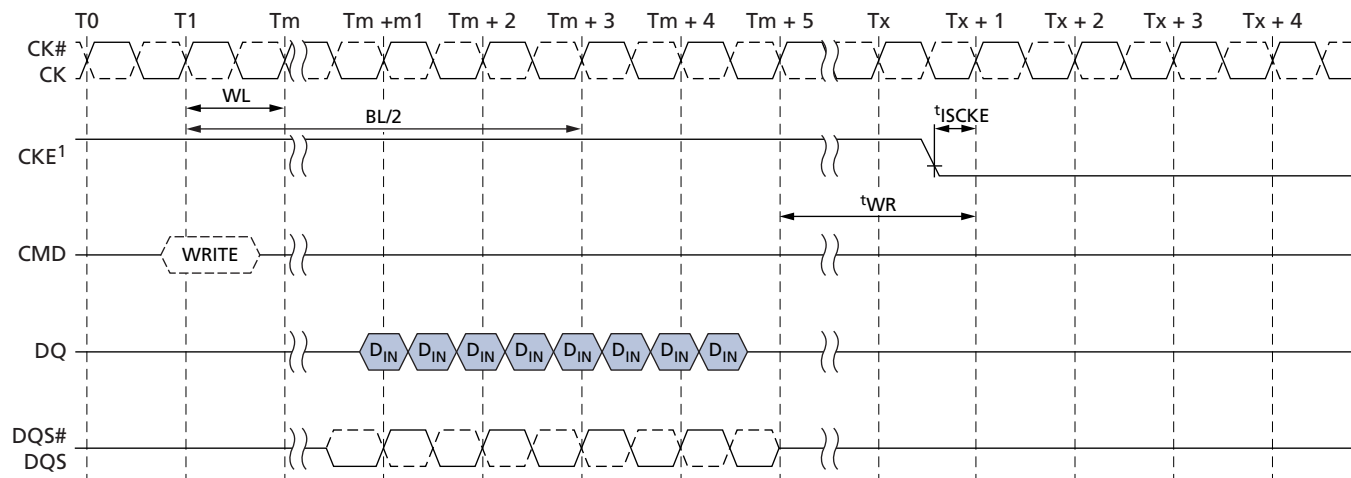 T0 T1 Tm Tm +m1 Tm + 2 Tm + 3 Tm + 4 Tm + 5 Tx Tx + 1 Tx + 2 Tx + 3 Tx + 4
CK#
CK
WL
BL/2
tISCKE
CKE1
tWR
CMD WRITE
DQ DIN DIN DIN DIN DIN DIN DIN DIN
DQS#
DQS